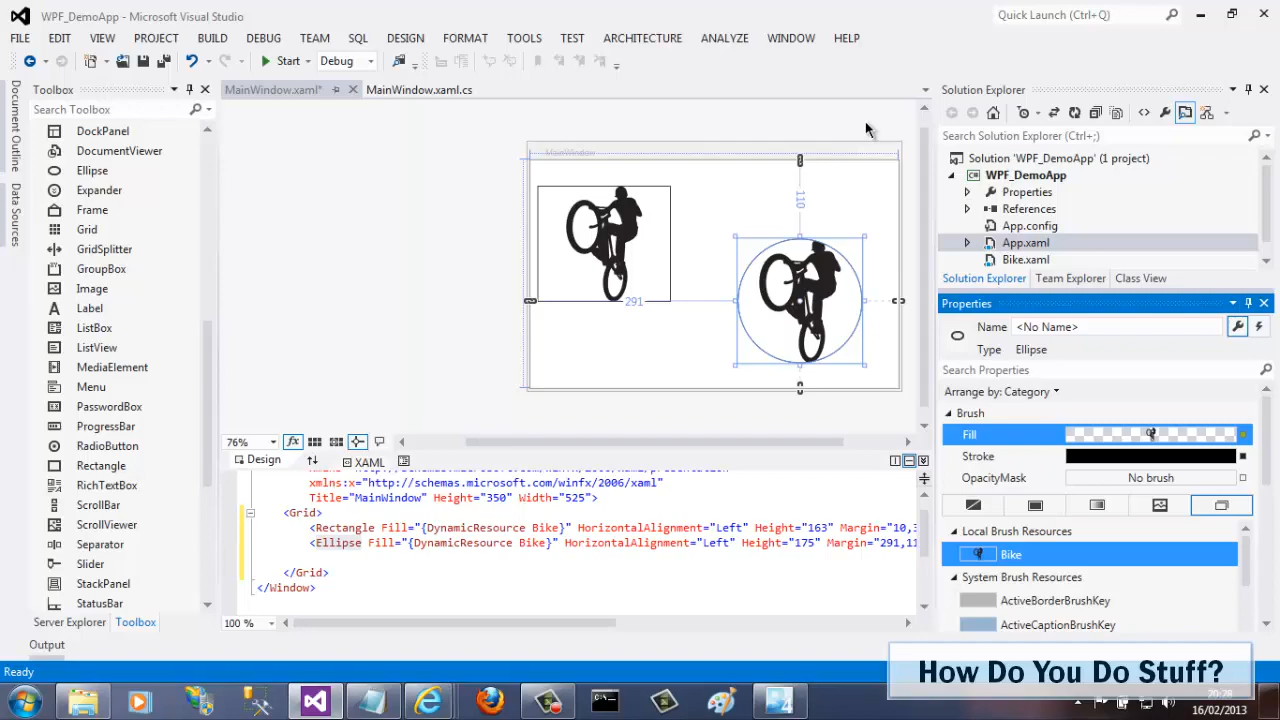 WPF_DemoApp - Microsoft Visual Studio
Quick Launch (Ctrl+Q)
FILE EDIT VIEW PROJECT BUILD DEBUG TEAM SQL DESIGN FORMAT TOOLS TEST ARCHITECTURE ANALYZE WINDOW HELP
Start Debug
Document Outline
Data Sources
Toolbox
Search Toolbox
DockPanel
DocumentViewer
Ellipse
Expander
Frame
Grid
GridSplitter
GroupBox
Image
Label
ListBox
ListView
MediaElement
Menu
PasswordBox
ProgressBar
RadioButton
Rectangle
RichTextBox
ScrollBar
ScrollViewer
Separator
Slider
StackPanel
StatusBar
Server Explorer Toolbox
Output
Ready
MainWindow.xaml* MainWindow.xaml.cs
MainWindow
110
291
76%
Design XAML
xmlns:x="http://schemas.microsoft.com/winfx/2006/xaml"
Title="MainWindow" Height="350" Width="525">
<Grid>
<Rectangle Fill="{DynamicResource Bike}" HorizontalAlignment="Left" Height="163" Margin="10,3
<Ellipse Fill="{DynamicResource Bike}" HorizontalAlignment="Left" Height="175" Margin="291,11
</Grid>
</Window>
100 %
Solution Explorer
Search Solution Explorer (Ctrl+;)
Solution 'WPF_DemoApp' (1 project)
WPF_DemoApp
Properties
References
App.config
App.xaml
Bike.xaml
Solution Explorer Team Explorer Class View
Properties
Name <No Name>
Type Ellipse
Search Properties
Arrange by: Category
Brush
Fill
Stroke
OpacityMask No brush
Local Brush Resources
Bike
System Brush Resources
ActiveBorderBrushKey
ActiveCaptionBrushKey
How Do You Do Stuff?
20:28
16/02/2013